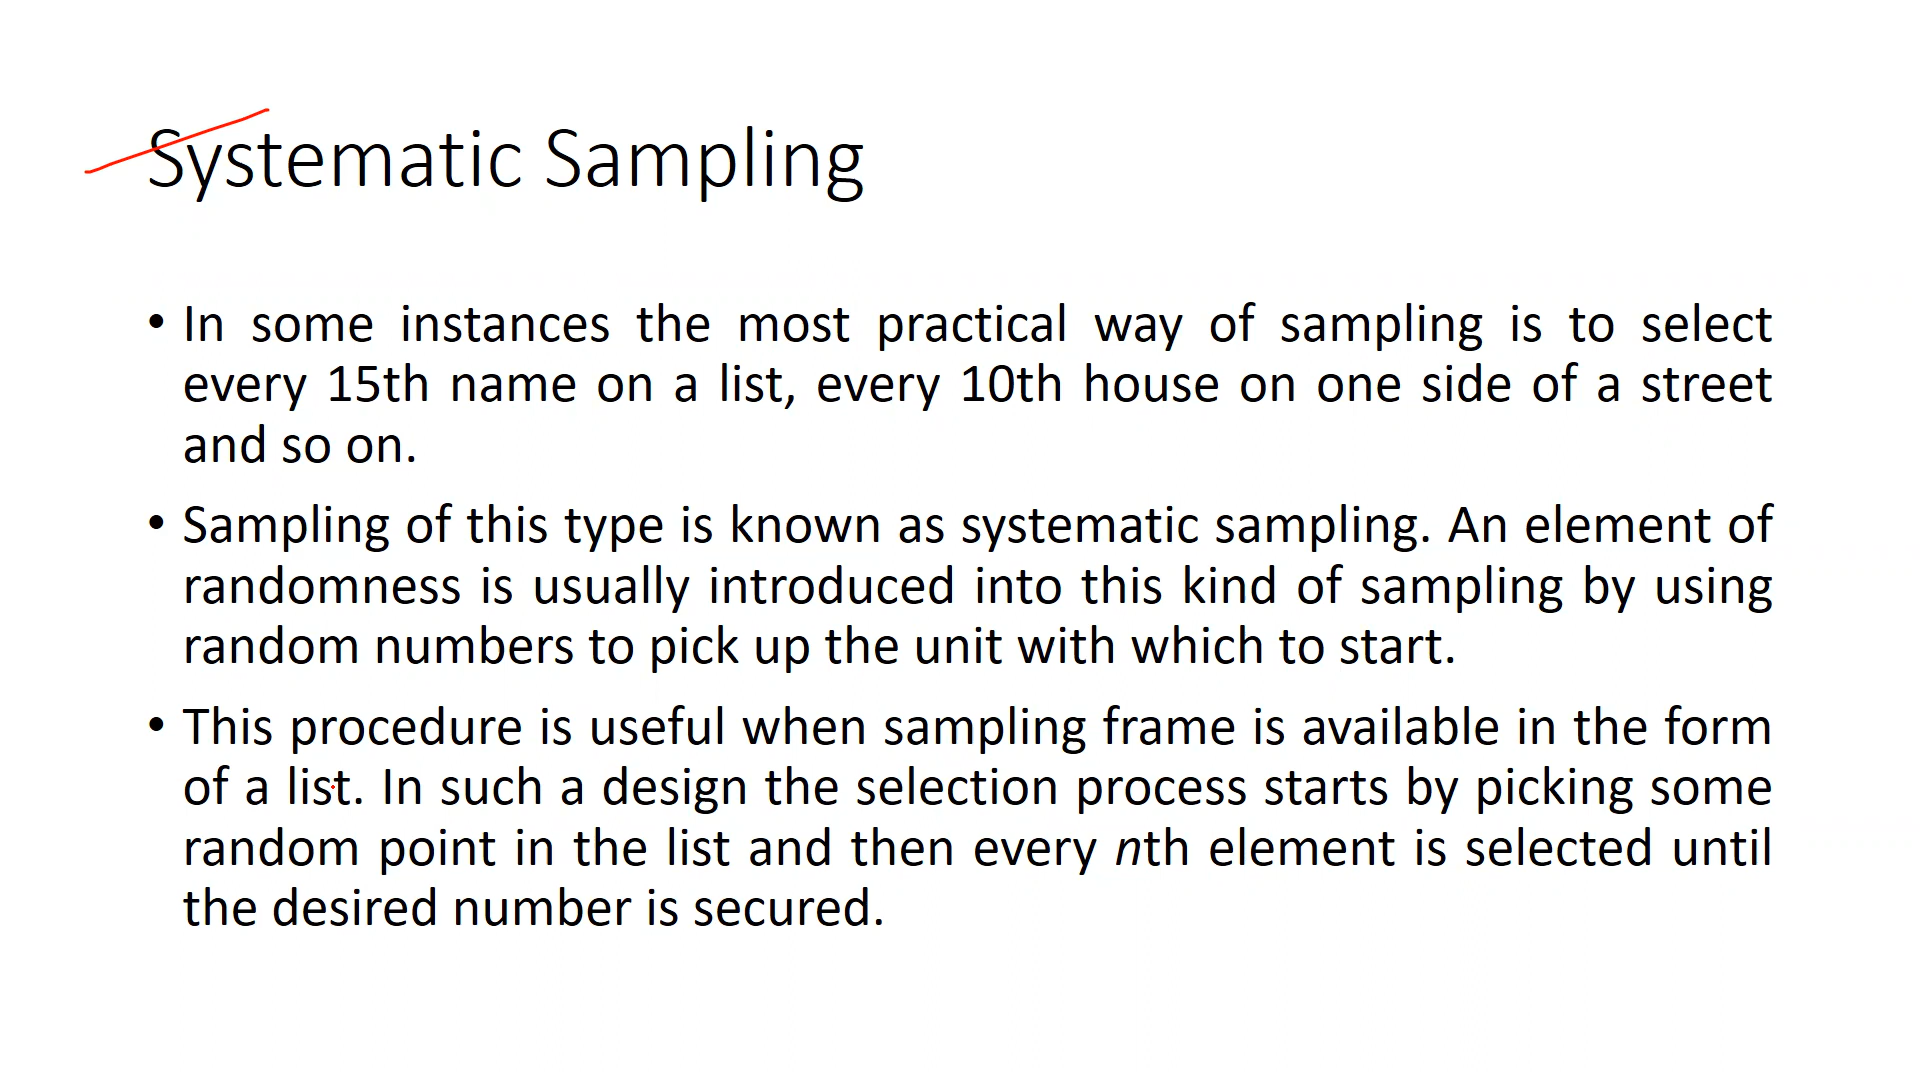 Systematic Sampling
• In some instances the most practical way of sampling is to select
every 15th name on a list, every 10th house on one side of a street
and so on.
• Sampling of this type is known as systematic sampling. An element of
randomness is usually introduced into this kind of sampling by using
random numbers to pick up the unit with which to start.
• This procedure is useful when sampling frame is available in the form
of a list. In such a design the selection process starts by picking some
random point in the list and then every nth element is selected until
the desired number is secured.